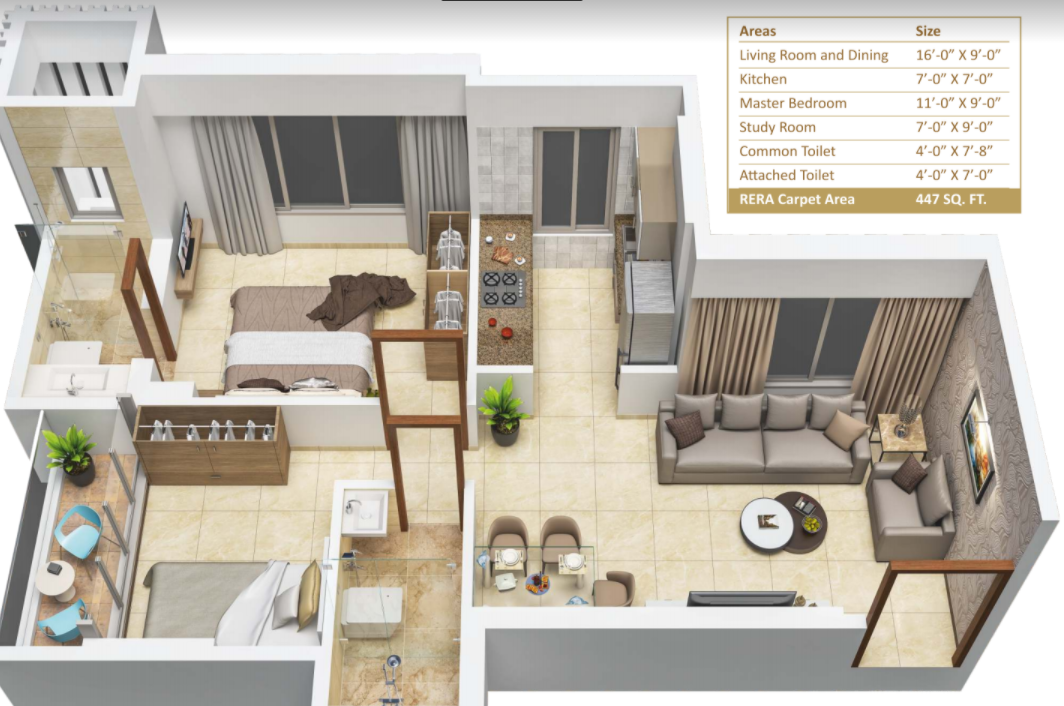 Areas Size
Living Room and Dining 16’-0” X 9’-0”
Kitchen 7’-0” X 7’-0”
Master Bedroom 11’-0” X 9’-0”
Study Room 7’-0” X 9’-0”
Common Toilet 4’-0” X 7’-8”
Attached Toilet 4’-0” X 7’-0”
RERA Carpet Area 447 SQ. FT.